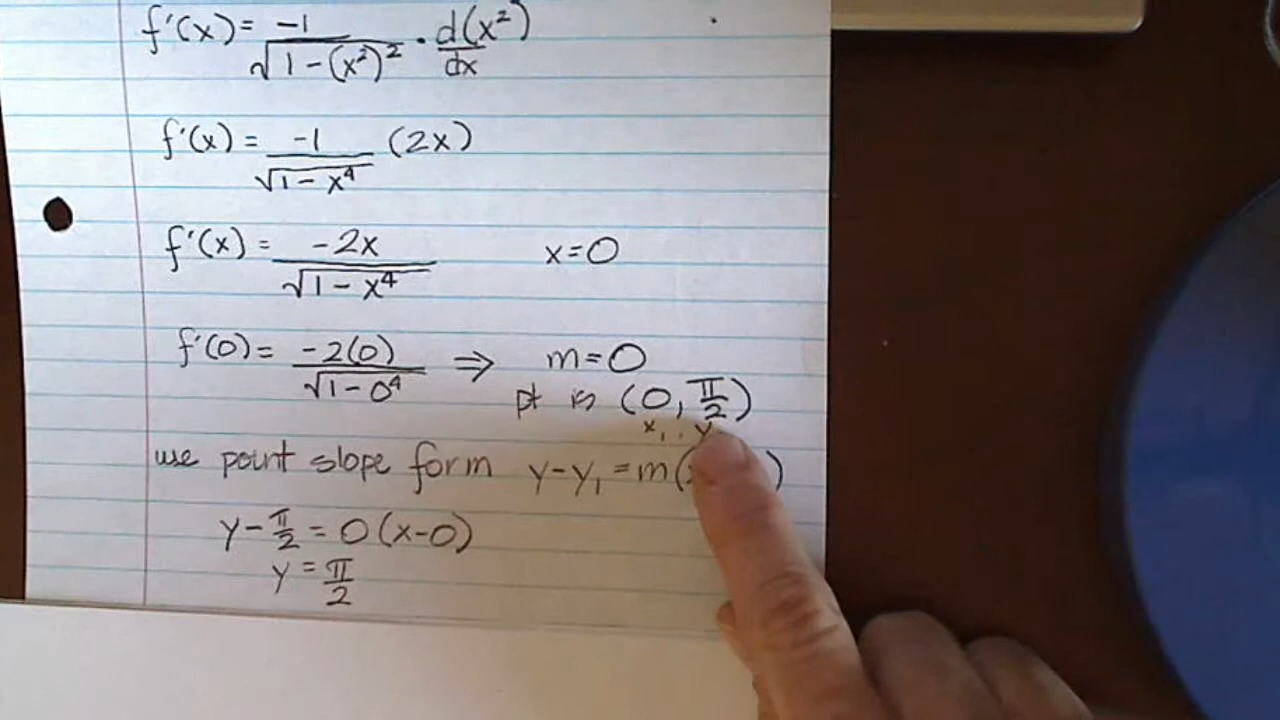 f'(x) = -1/√(1-(x²)²) · d(x²)/dx
f'(x) = -1/√(1-x⁴) (2x)
f'(x) = -2x/√(1-x⁴) x=0
f'(0) = -2(0)/√(1-0⁴) ⇒ m=0
pt is (0, π/2)
x₁, y
use point slope form y-y₁ = m( )
y - π/2 = 0(x-0)
y = π/2